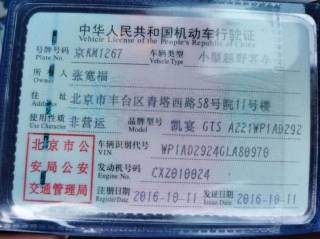 中华人民共和国机动车行驶证
Vehicle License of the People's Republic of China
号牌号码 京KM1267 车辆类型 小型越野客车
Plate No. Vehicle Type
所有人 张宽福
Owner
住址 北京市丰台区青塔西路58号院11号楼
Address
使用性质 非营运 品牌型号 凯宴 GTS AZ21WP1AD292
Use Character Model
北京市公安局公安交通管理局
车辆识别代号 WP1AD2924GLA80970
VIN
发动机号码 CXZ010024
Engine No.
注册日期 2016-10-11 发证日期 2016-10-11
Register Date Issue Date